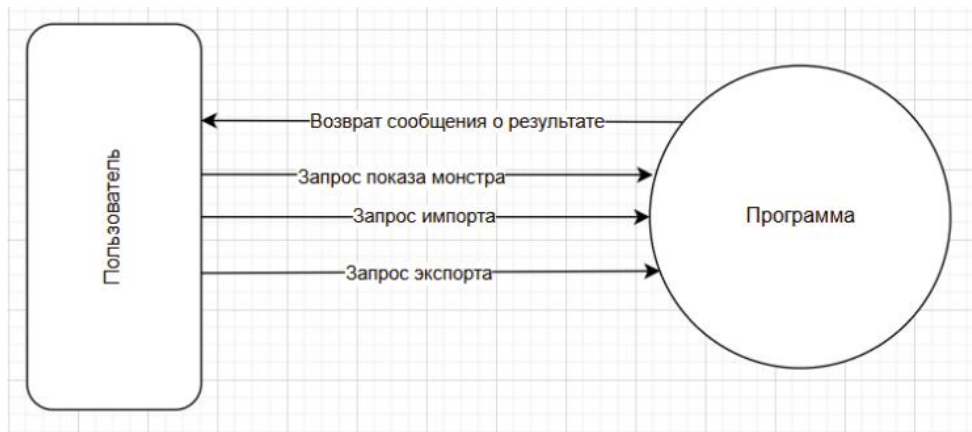 Пользователь
Возврат сообщения о результате
Запрос показа монстра
Запрос импорта
Запрос экспорта
Программа